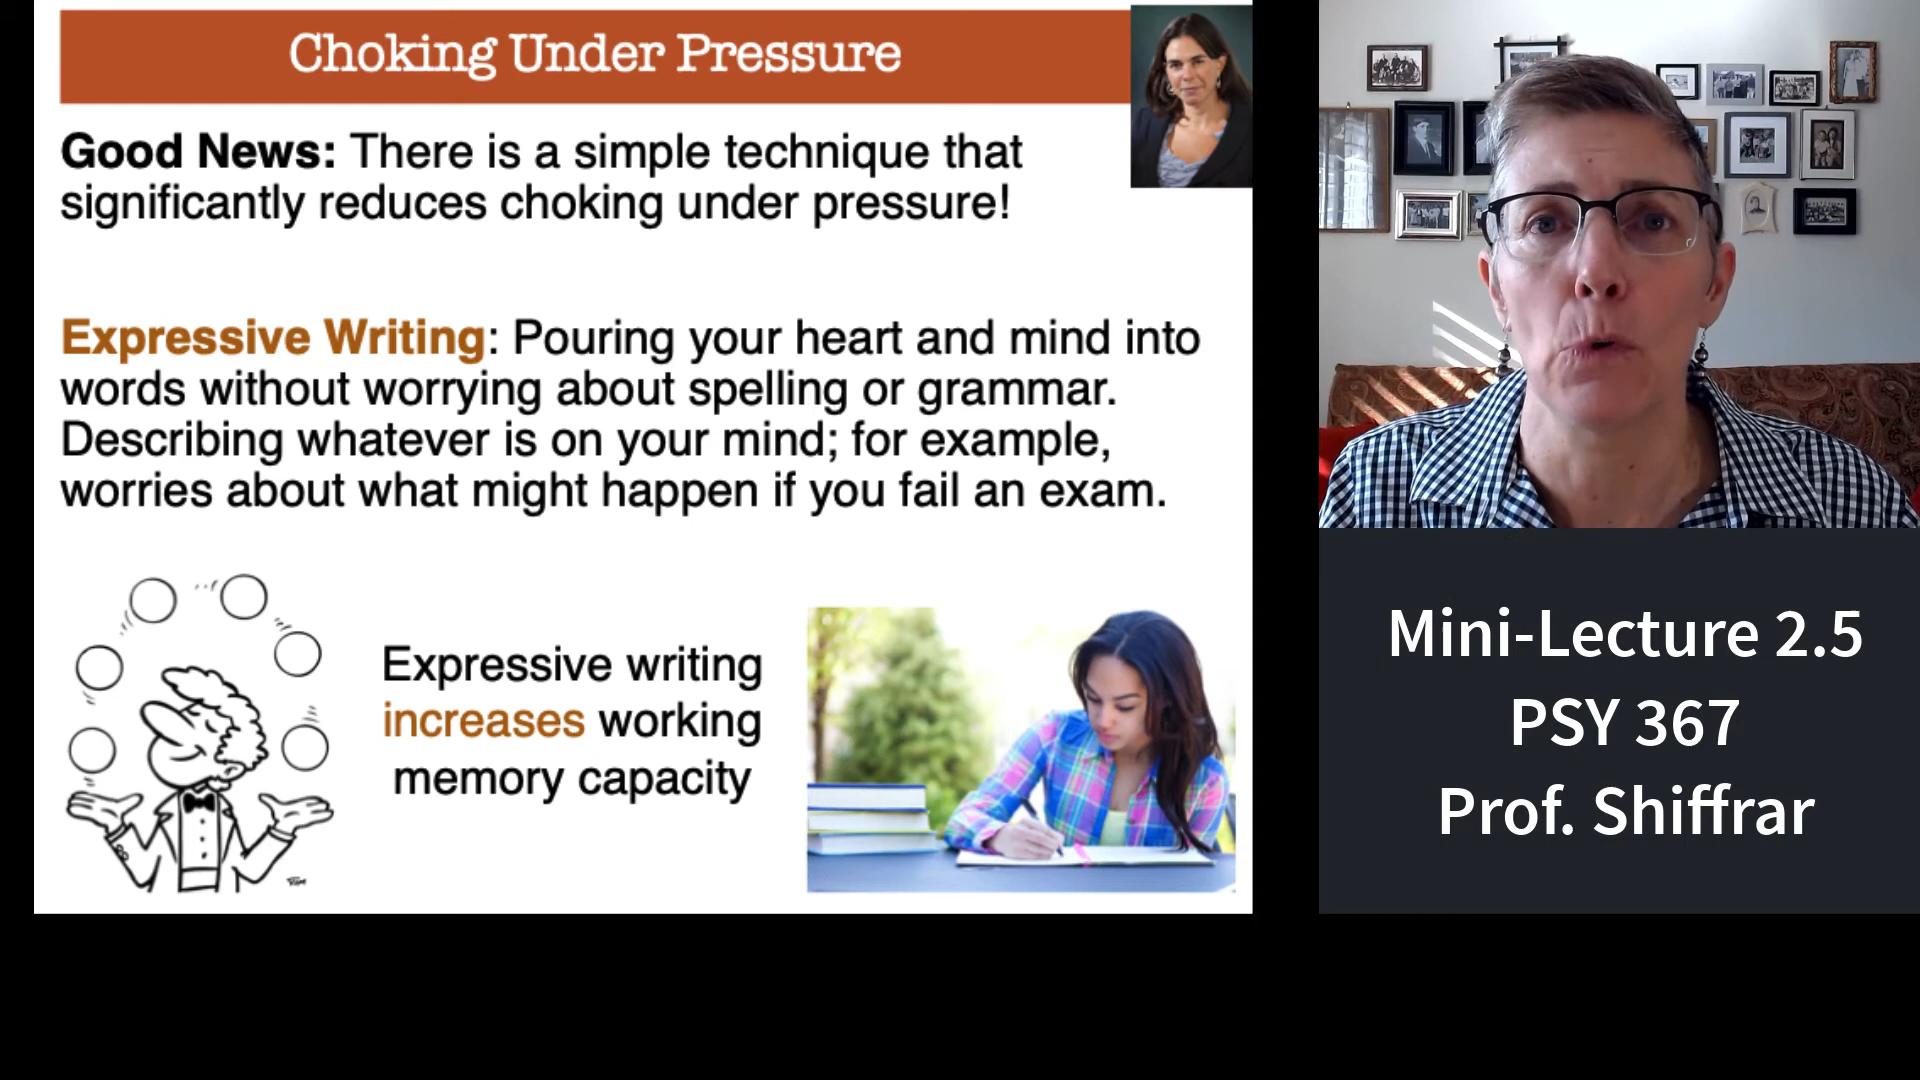 Choking Under Pressure
Good News: There is a simple technique that
significantly reduces choking under pressure!
Expressive Writing: Pouring your heart and mind into
words without worrying about spelling or grammar.
Describing whatever is on your mind; for example,
worries about what might happen if you fail an exam.
Expressive writing
increases working
memory capacity
Mini-Lecture 2.5
PSY 367
Prof. Shiffrar